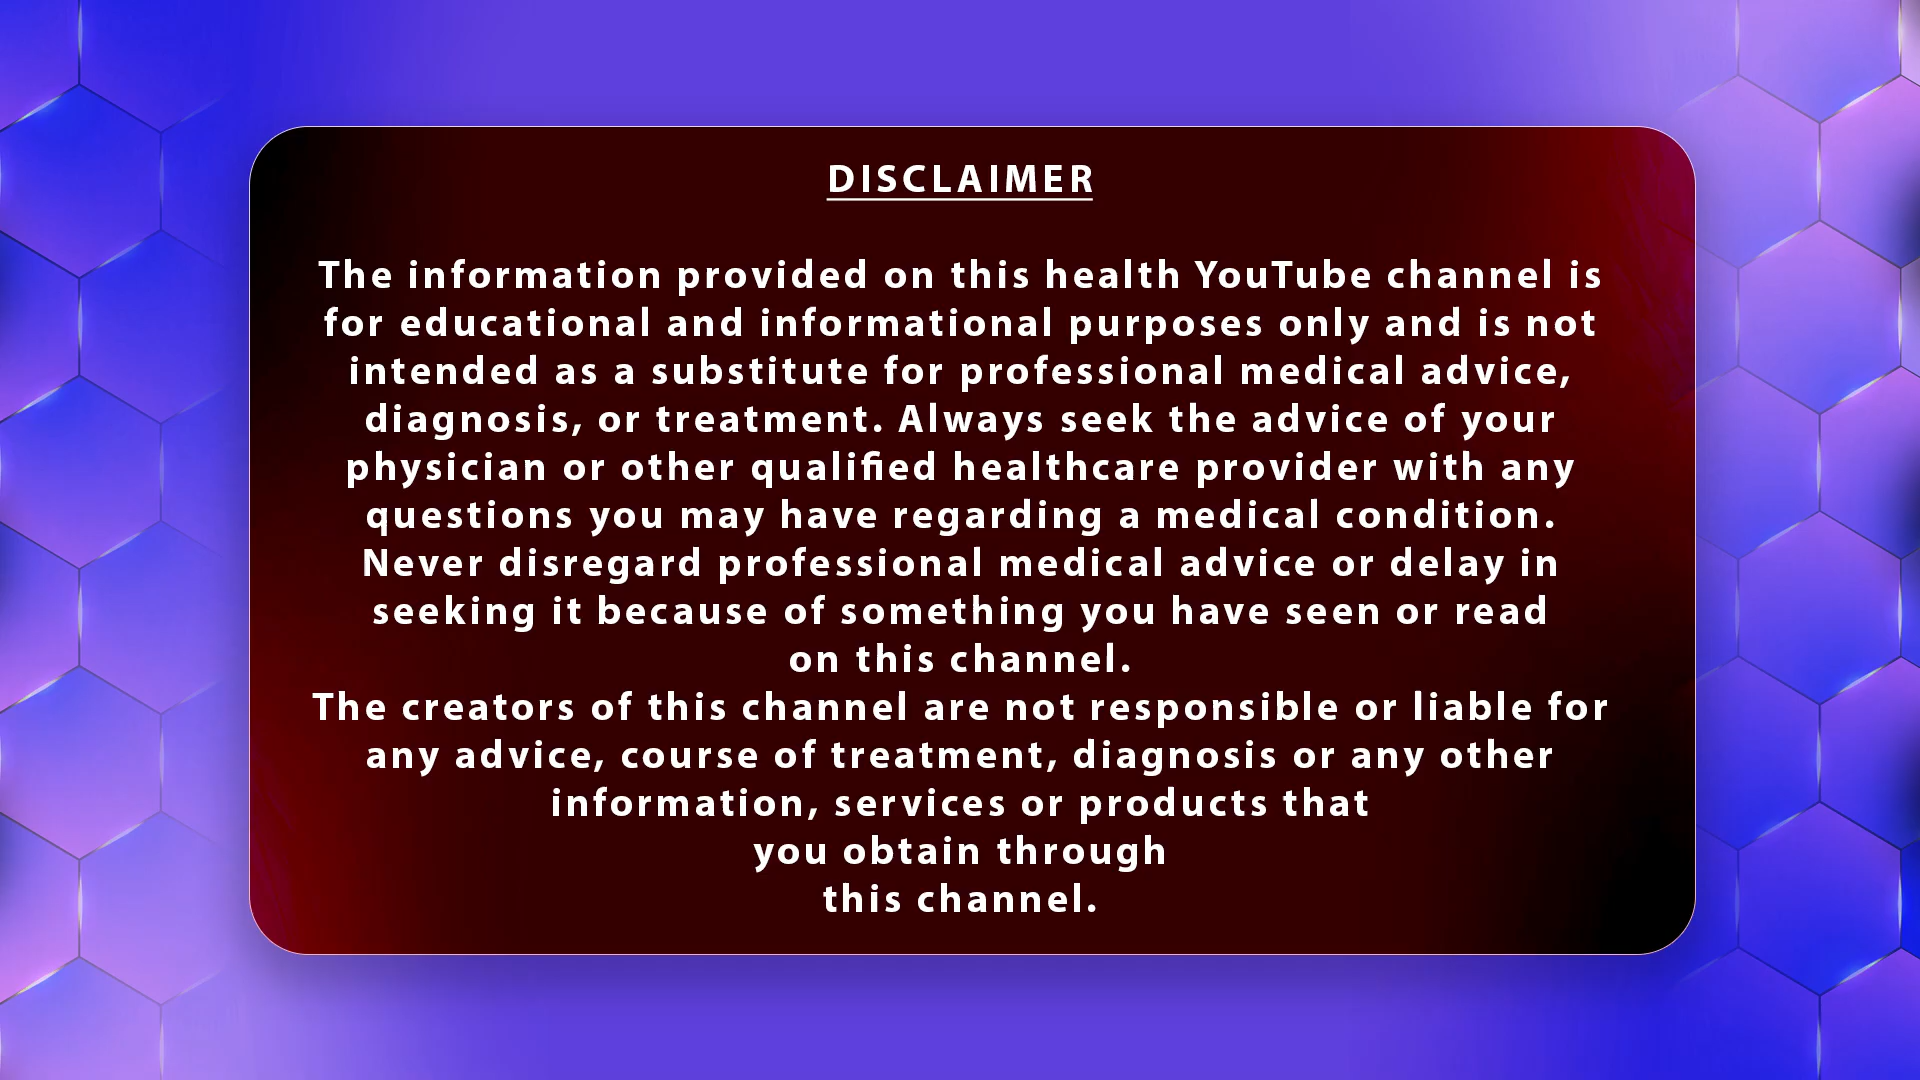 DISCLAIMER
The information provided on this health YouTube channel is
for educational and informational purposes only and is not
intended as a substitute for professional medical advice,
diagnosis, or treatment. Always seek the advice of your
physician or other qualified healthcare provider with any
questions you may have regarding a medical condition.
Never disregard professional medical advice or delay in
seeking it because of something you have seen or read
on this channel.
The creators of this channel are not responsible or liable for
any advice, course of treatment, diagnosis or any other
information, services or products that
you obtain through
this channel.